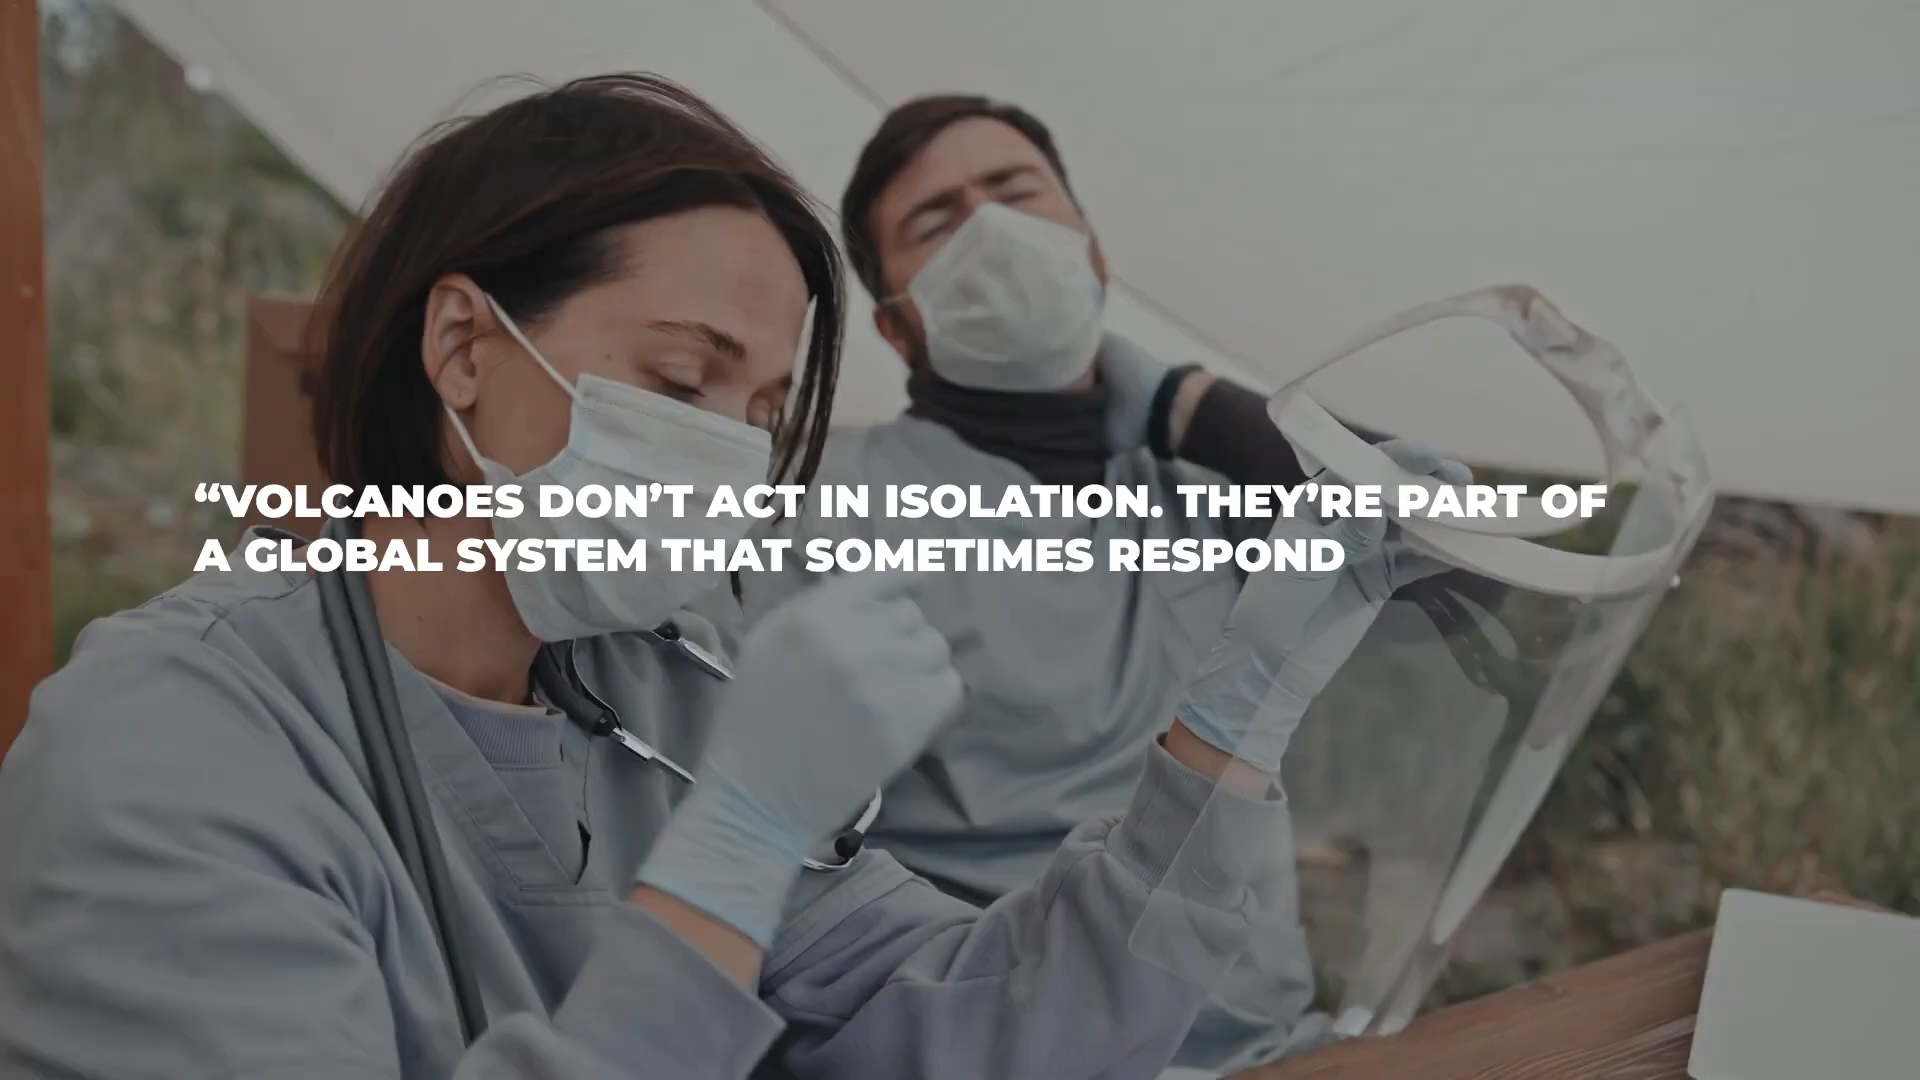 “VOLCANOES DON’T ACT IN ISOLATION. THEY’RE PART OF
A GLOBAL SYSTEM THAT SOMETIMES RESPOND